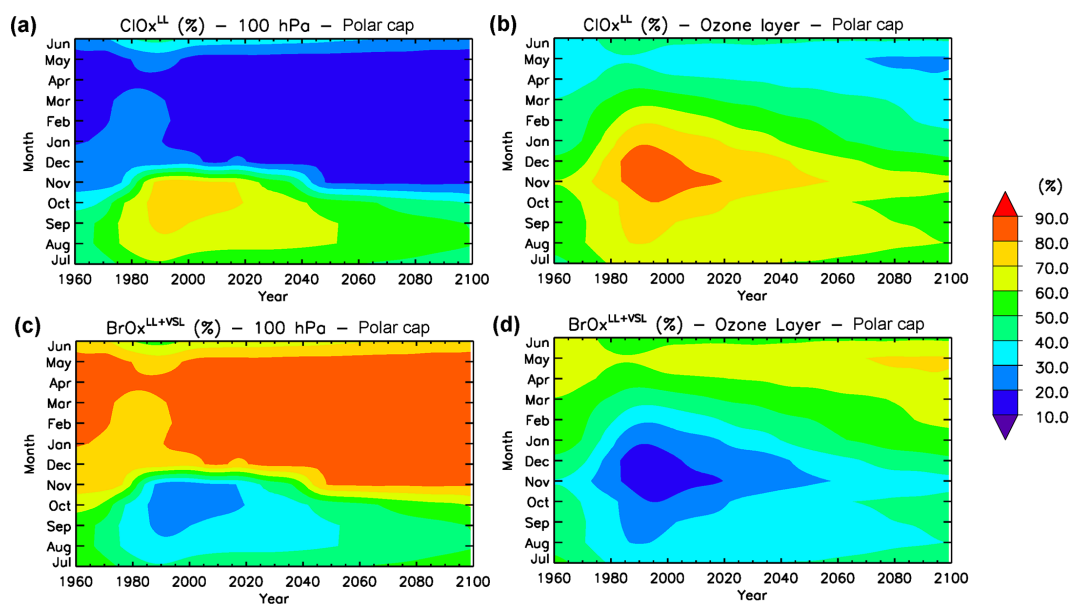 (a) ClOx^LL (%) – 100 hPa – Polar cap
Jun
May
Apr
Mar
Feb
Jan
Dec
Nov
Oct
Sep
Aug
Jul
Month
1960 1980 2000 2020 2040 2060 2080 2100
Year
(b) ClOx^LL (%) – Ozone layer – Polar cap
Jun
May
Apr
Mar
Feb
Jan
Dec
Nov
Oct
Sep
Aug
Jul
Month
1960 1980 2000 2020 2040 2060 2080 2100
Year
(c) BrOx^LL+VSL (%) – 100 hPa – Polar cap
Jun
May
Apr
Mar
Feb
Jan
Dec
Nov
Oct
Sep
Aug
Jul
Month
1960 1980 2000 2020 2040 2060 2080 2100
Year
(d) BrOx^LL+VSL (%) – Ozone Layer – Polar cap
Jun
May
Apr
Mar
Feb
Jan
Dec
Nov
Oct
Sep
Aug
Jul
Month
1960 1980 2000 2020 2040 2060 2080 2100
Year
(%)
90.0
80.0
70.0
60.0
50.0
40.0
30.0
20.0
10.0